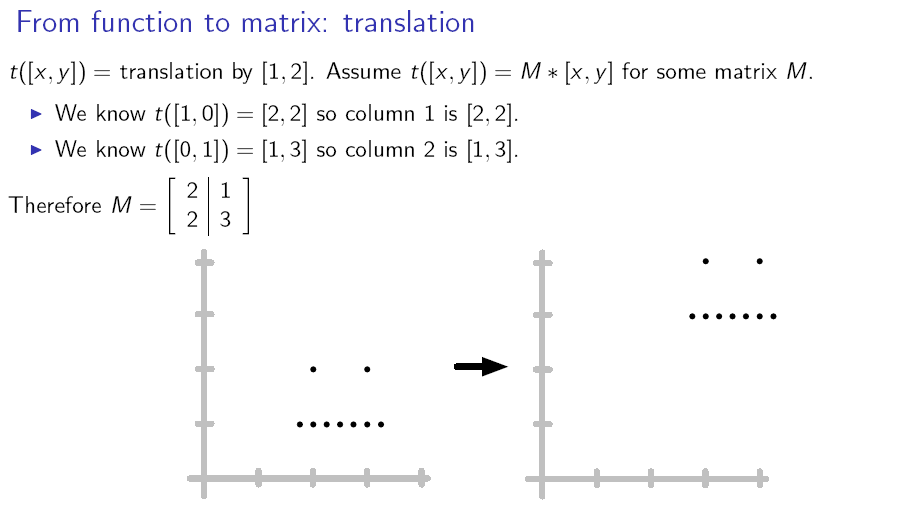 From function to matrix: translation
t([x, y]) = translation by [1, 2]. Assume t([x, y]) = M ∗ [x, y] for some matrix M.
▶ We know t([1, 0]) = [2, 2] so column 1 is [2, 2].
▶ We know t([0, 1]) = [1, 3] so column 2 is [1, 3].
Therefore M = [ 2 | 1
2 | 3 ]